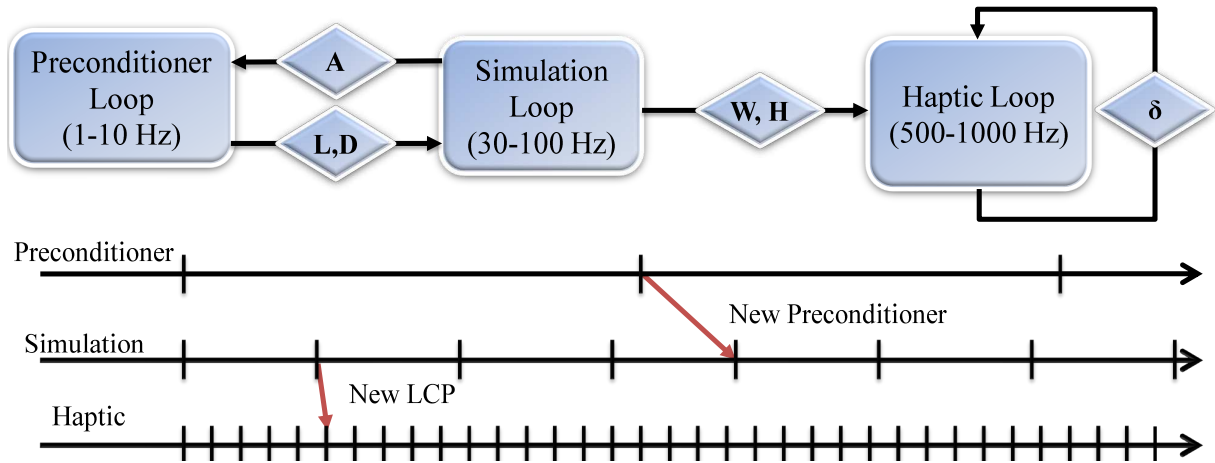 Preconditioner
Loop
(1-10 Hz)
A
L,D
Simulation
Loop
(30-100 Hz)
W, H
Haptic Loop
(500-1000 Hz)
δ
Preconditioner
New Preconditioner
Simulation
New LCP
Haptic